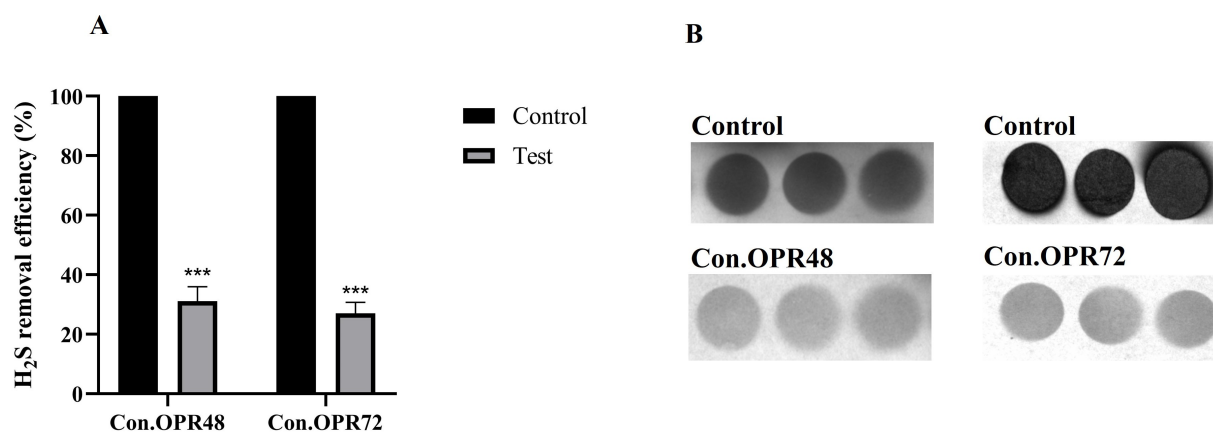 A
H₂S removal efficiency (%)
100
80
60
40
20
0
***
***
Con.OPR48
Con.OPR72
Control
Test
B
Control
Control
Con.OPR48
Con.OPR72